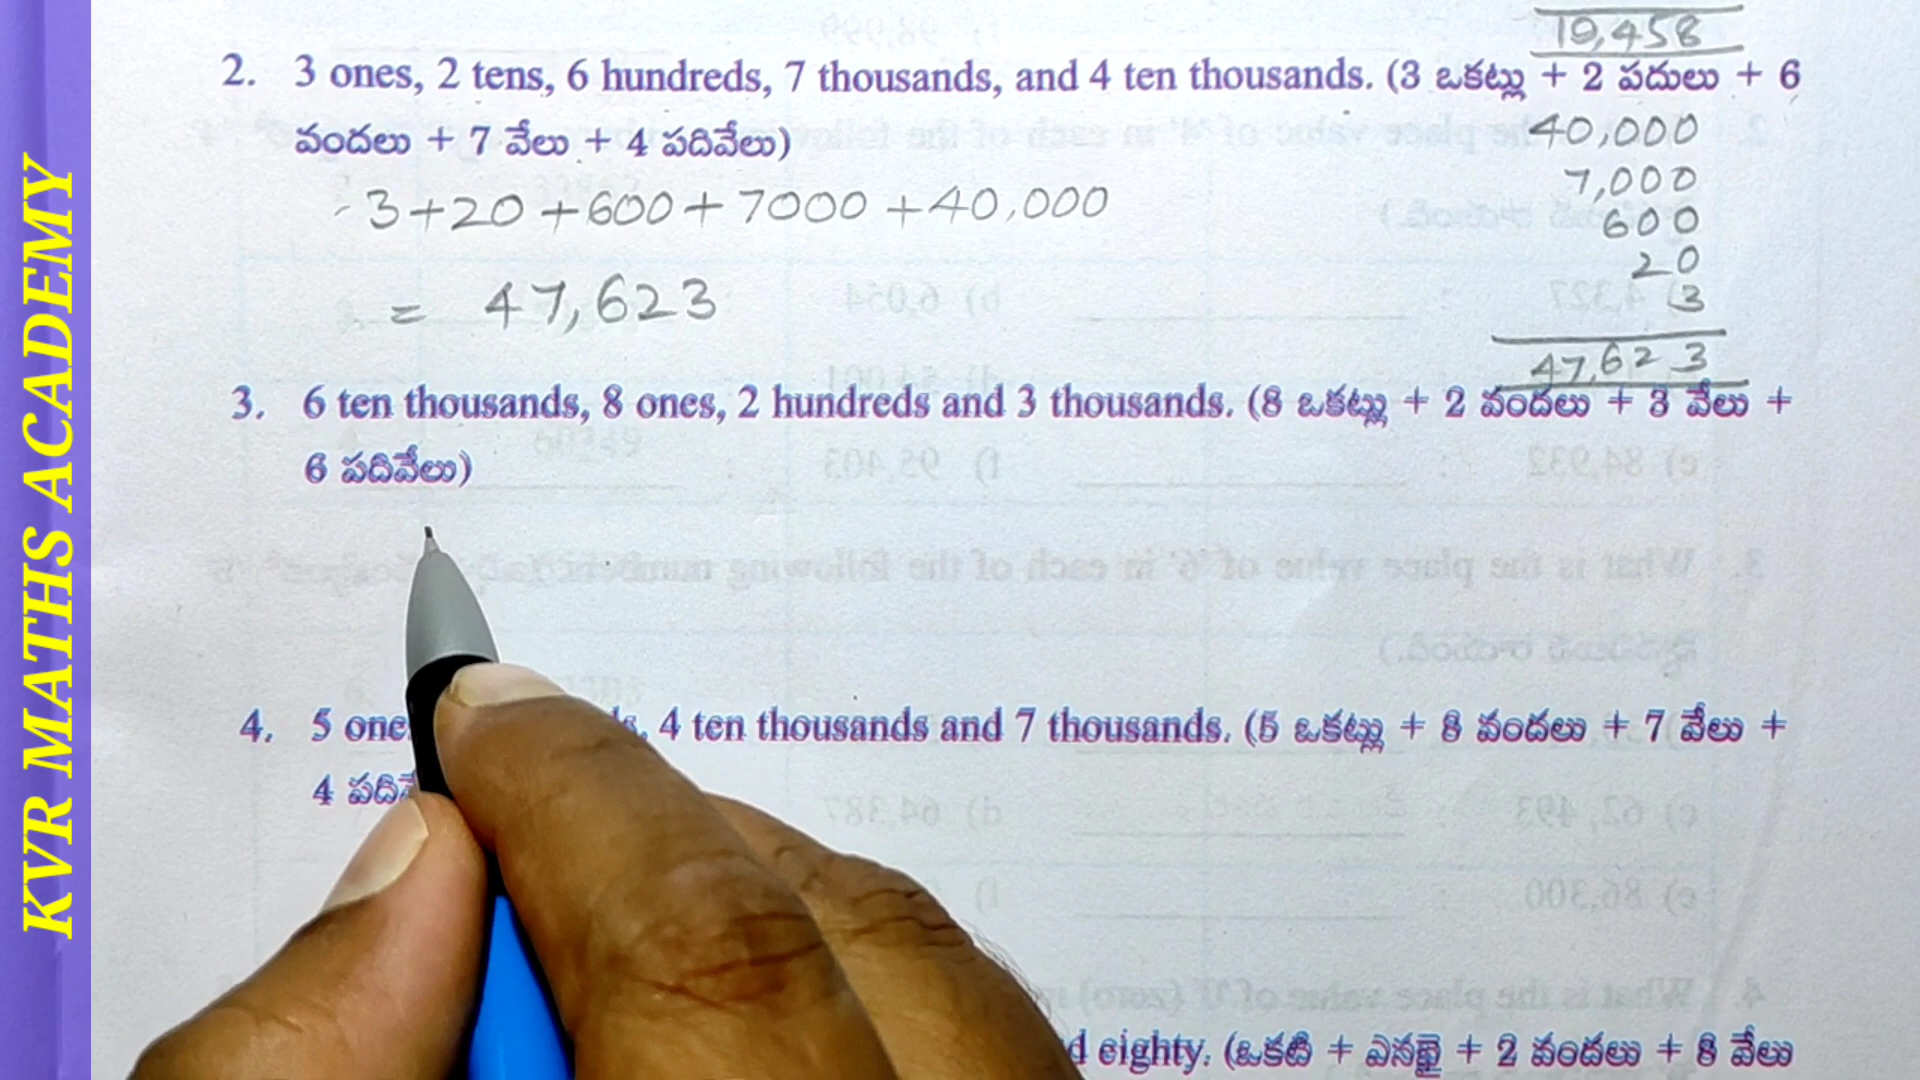 KVR MATHS ACADEMY
19,458
2. 3 ones, 2 tens, 6 hundreds, 7 thousands, and 4 ten thousands. (3 ఒకట్లు + 2 పదులు + 6
వందలు + 7 వేలు + 4 పదివేలు)
3+20+600+7000+40,000
= 47,623
40,000
7,000
600
20
3
47,623
3. 6 ten thousands, 8 ones, 2 hundreds and 3 thousands. (8 ఒకట్లు + 2 వందలు + 3 వేలు +
6 పదివేలు)
4. 5 one 4 ten thousands and 7 thousands. (5 ఒకట్లు + 8 వందలు + 7 వేలు +
4
eighty. (ఒకటి + ఎనభై + 2 వందలు + 8 వేలు